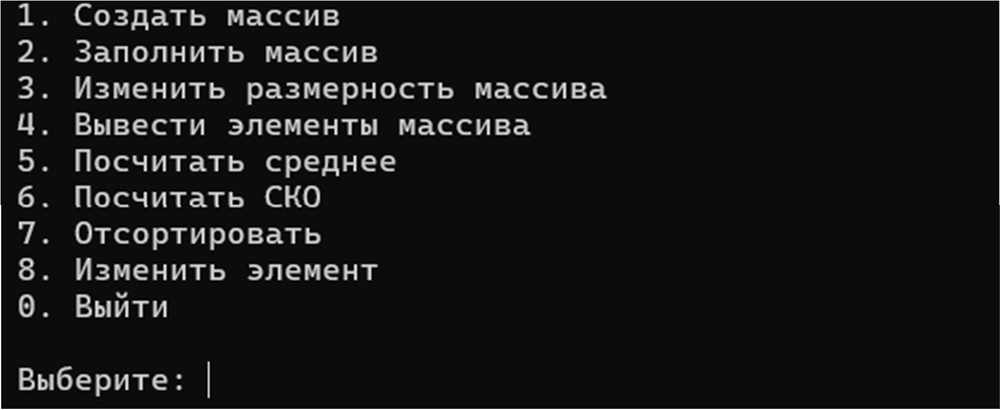 1. Создать массив
2. Заполнить массив
3. Изменить размерность массива
4. Вывести элементы массива
5. Посчитать среднее
6. Посчитать СКО
7. Отсортировать
8. Изменить элемент
0. Выйти
Выберите: